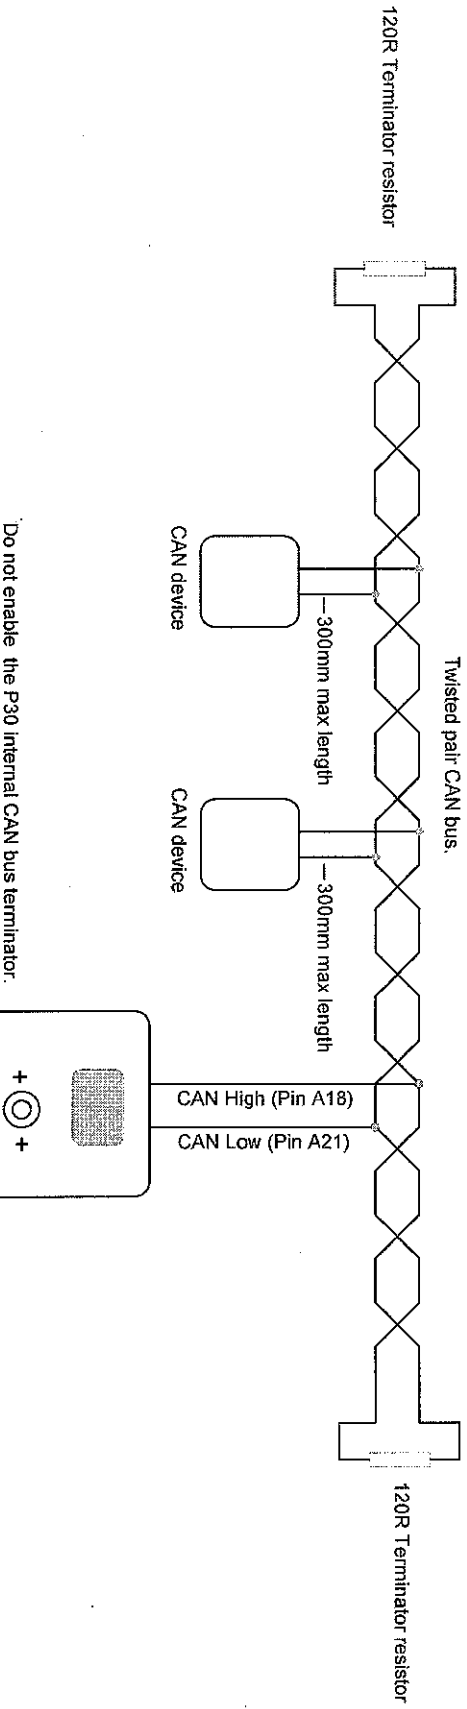 Twisted pair CAN bus.
120R Terminator resistor
120R Terminator resistor
300mm max length
300mm max length
CAN device
CAN device
CAN High (Pin A18)
CAN Low (Pin A21)
Do not enable the P30 internal CAN bus terminator.
+ +